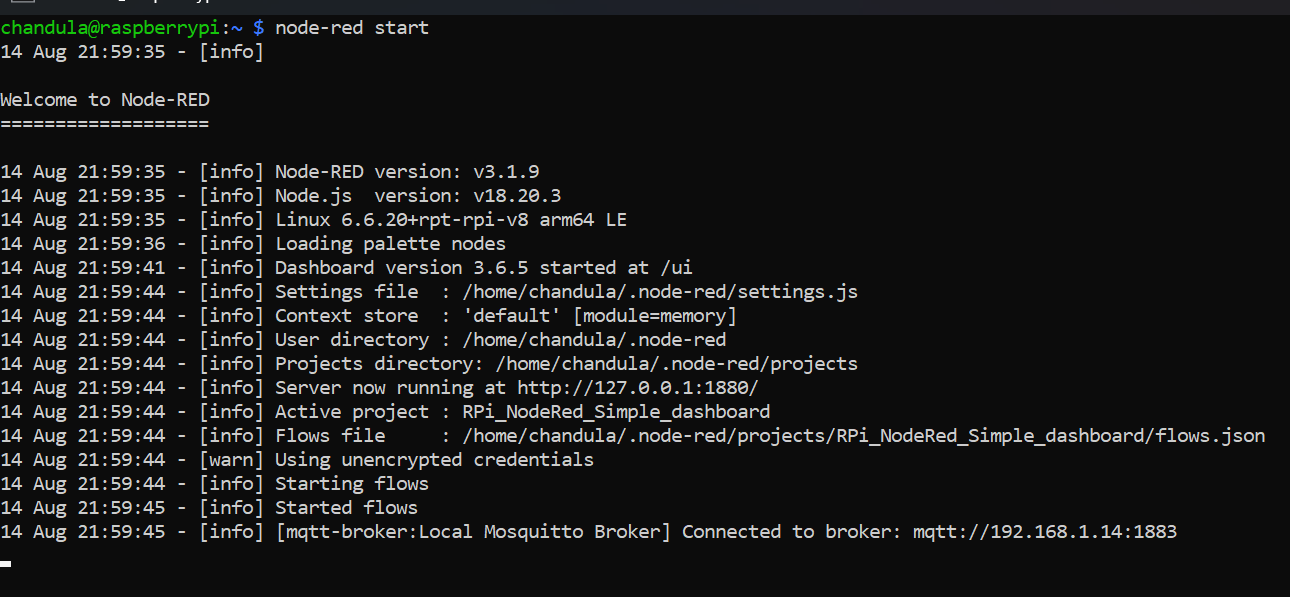 chandula@raspberrypi:~ $ node-red start
14 Aug 21:59:35 - [info]
Welcome to Node-RED
===================
14 Aug 21:59:35 - [info] Node-RED version: v3.1.9
14 Aug 21:59:35 - [info] Node.js  version: v18.20.3
14 Aug 21:59:35 - [info] Linux 6.6.20+rpt-rpi-v8 arm64 LE
14 Aug 21:59:36 - [info] Loading palette nodes
14 Aug 21:59:41 - [info] Dashboard version 3.6.5 started at /ui
14 Aug 21:59:44 - [info] Settings file  : /home/chandula/.node-red/settings.js
14 Aug 21:59:44 - [info] Context store  : 'default' [module=memory]
14 Aug 21:59:44 - [info] User directory : /home/chandula/.node-red
14 Aug 21:59:44 - [info] Projects directory: /home/chandula/.node-red/projects
14 Aug 21:59:44 - [info] Server now running at http://127.0.0.1:1880/
14 Aug 21:59:44 - [info] Active project : RPi_NodeRed_Simple_dashboard
14 Aug 21:59:44 - [info] Flows file     : /home/chandula/.node-red/projects/RPi_NodeRed_Simple_dashboard/flows.json
14 Aug 21:59:44 - [warn] Using unencrypted credentials
14 Aug 21:59:44 - [info] Starting flows
14 Aug 21:59:45 - [info] Started flows
14 Aug 21:59:45 - [info] [mqtt-broker:Local Mosquitto Broker] Connected to broker: mqtt://192.168.1.14:1883